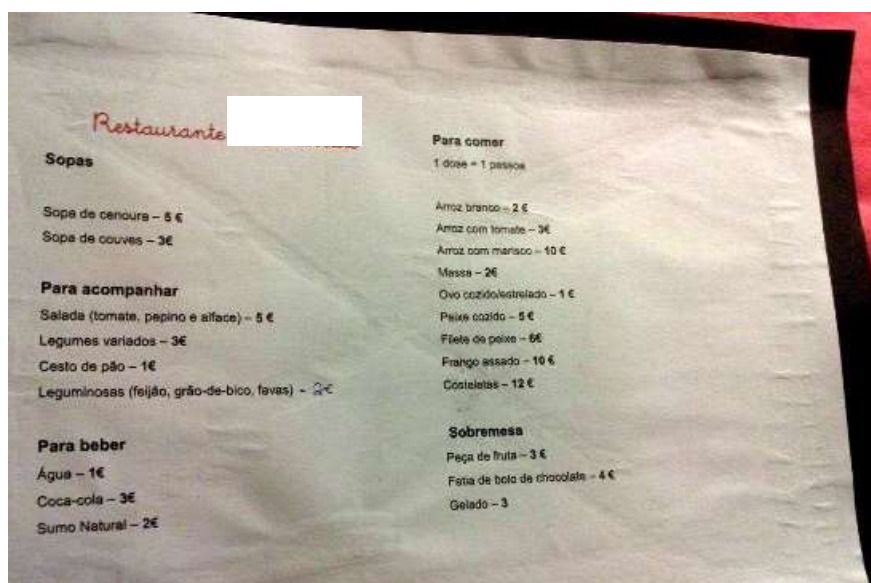 Restaurante
Sopas
Sopa de cenoura – 5 €
Sopa de couves – 3€
Para acompanhar
Salada (tomate, pepino e alface) – 5 €
Legumes variados – 3€
Cesto de pão – 1€
Leguminosas (feijão, grão-de-bico, favas) – 2€
Para beber
Água – 1€
Coca-cola – 3€
Sumo Natural – 2€
Para comer
1 dose = 1 pessoa
Arroz branco – 2 €
Arroz com tomate – 3€
Arroz com marisco – 10 €
Massa – 2€
Ovo cozido/estrelado – 1 €
Peixe cozido – 5 €
Filete de peixe – 6€
Frango assado – 10 €
Costeletas – 12 €
Sobremesa
Peça de fruta – 3 €
Fatia de bolo de chocolate – 4 €
Gelado – 3